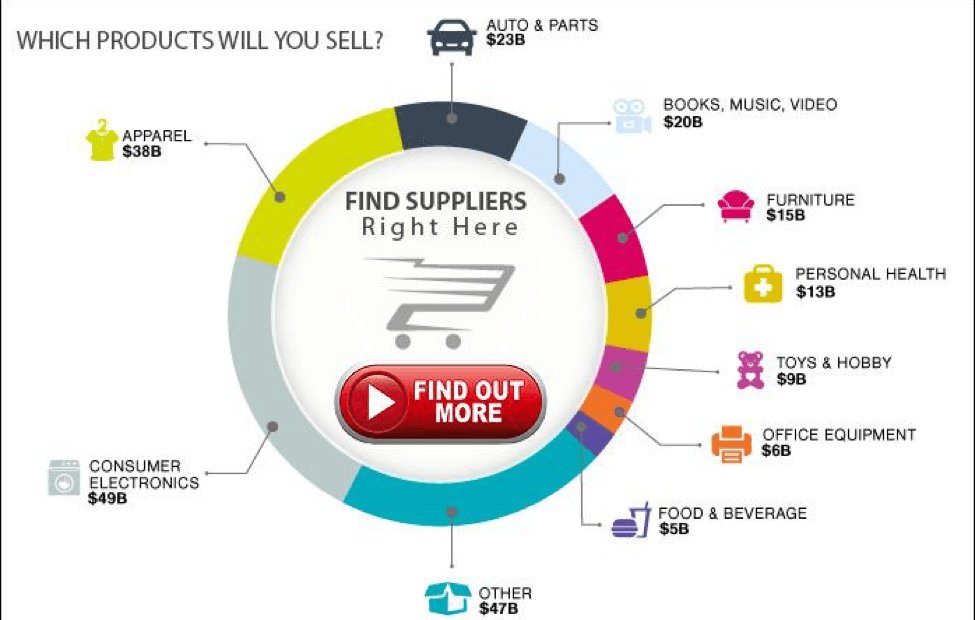 WHICH PRODUCTS WILL YOU SELL?
AUTO & PARTS
$23B
BOOKS, MUSIC, VIDEO
$20B
2
APPAREL
$38B
FIND SUPPLIERS
Right Here
FURNITURE
$15B
PERSONAL HEALTH
$13B
TOYS & HOBBY
$9B
FIND OUT
MORE
OFFICE EQUIPMENT
$6B
CONSUMER
ELECTRONICS
$49B
FOOD & BEVERAGE
$5B
OTHER
$47B